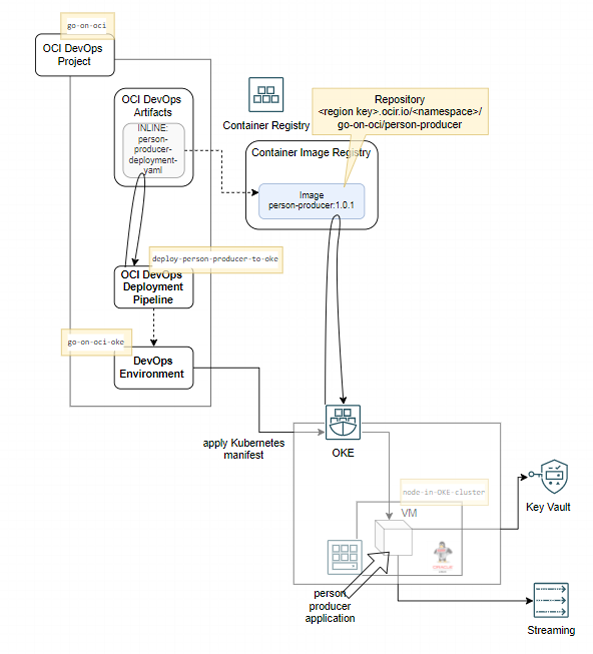 go-on-oci
OCI DevOps
Project
OCI DevOps
Artifacts
INLINE:
person-
producer-
deployment-
yaml
Container Registry
Repository
<region key>.ocir.io/<namespace>/
go-on-oci/person-producer
Container Image Registry
Image
person-producer:1.0.1
deploy-person-producer-to-oke
OCI DevOps
Deployment
Pipeline
go-on-oci-oke
DevOps
Environment
apply Kubernetes
manifest
OKE
node-in-OKE-cluster
VM
ORACLE
person
producer
application
Key Vault
Streaming